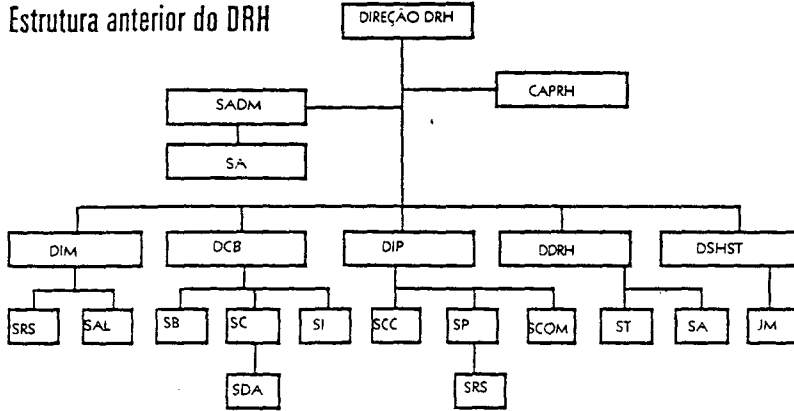 Estrutura anterior do DRH
DIREÇÃO DRH
CAPRH
SADM
SA
DIM
DCB
DIP
DDRH
DSHST
SRS
SAL
SB
SC
SI
SCC
SP
SCOM
ST
SA
JM
SDA
SRS